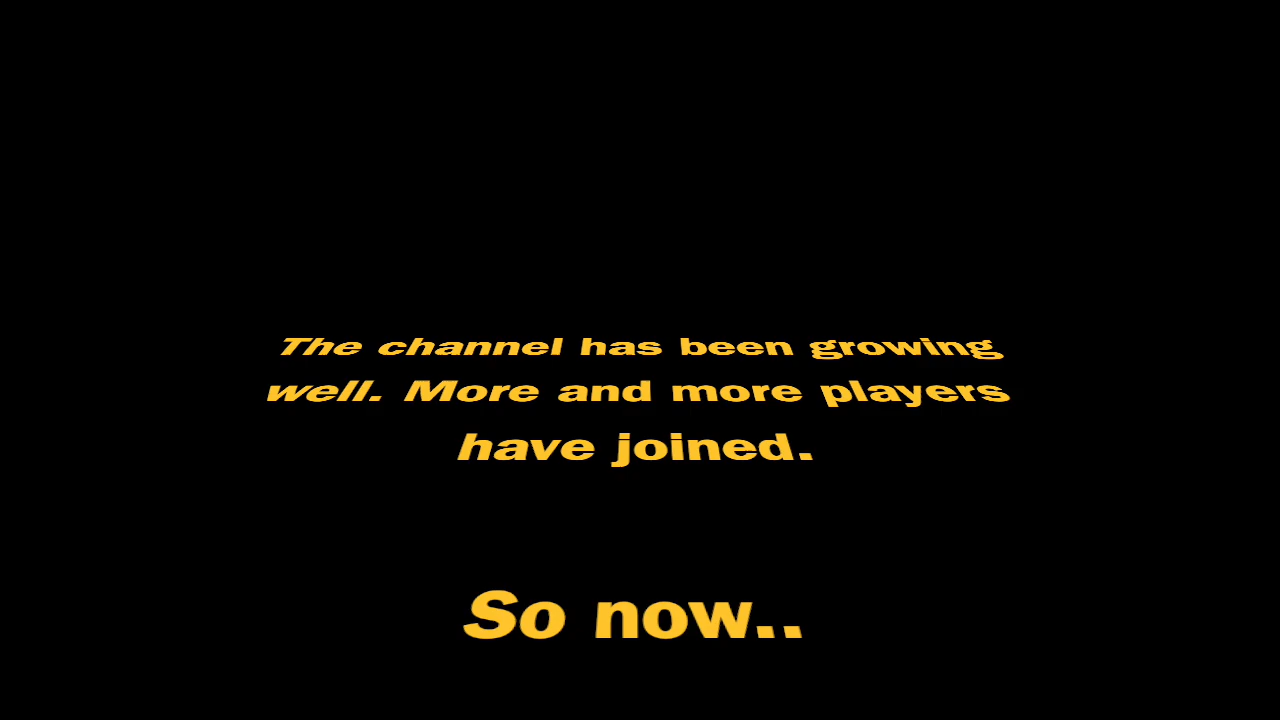 The channel has been growing
well. More and more players
have joined.
So now..